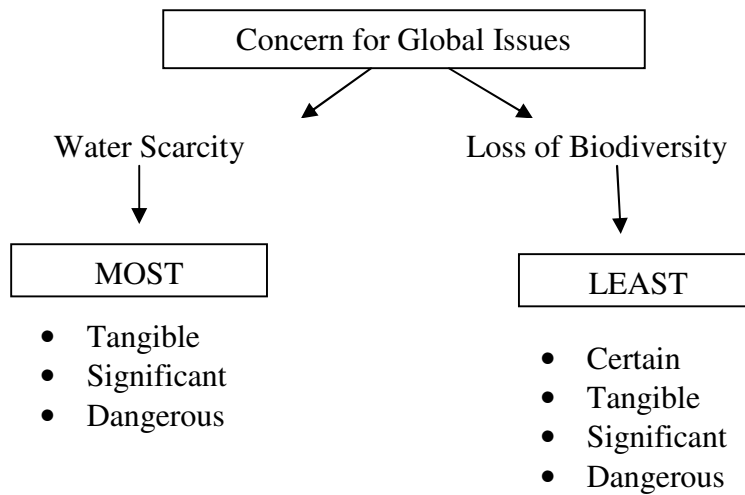 Concern for Global Issues
Water Scarcity
MOST
• Tangible
• Significant
• Dangerous
Loss of Biodiversity
LEAST
• Certain
• Tangible
• Significant
• Dangerous